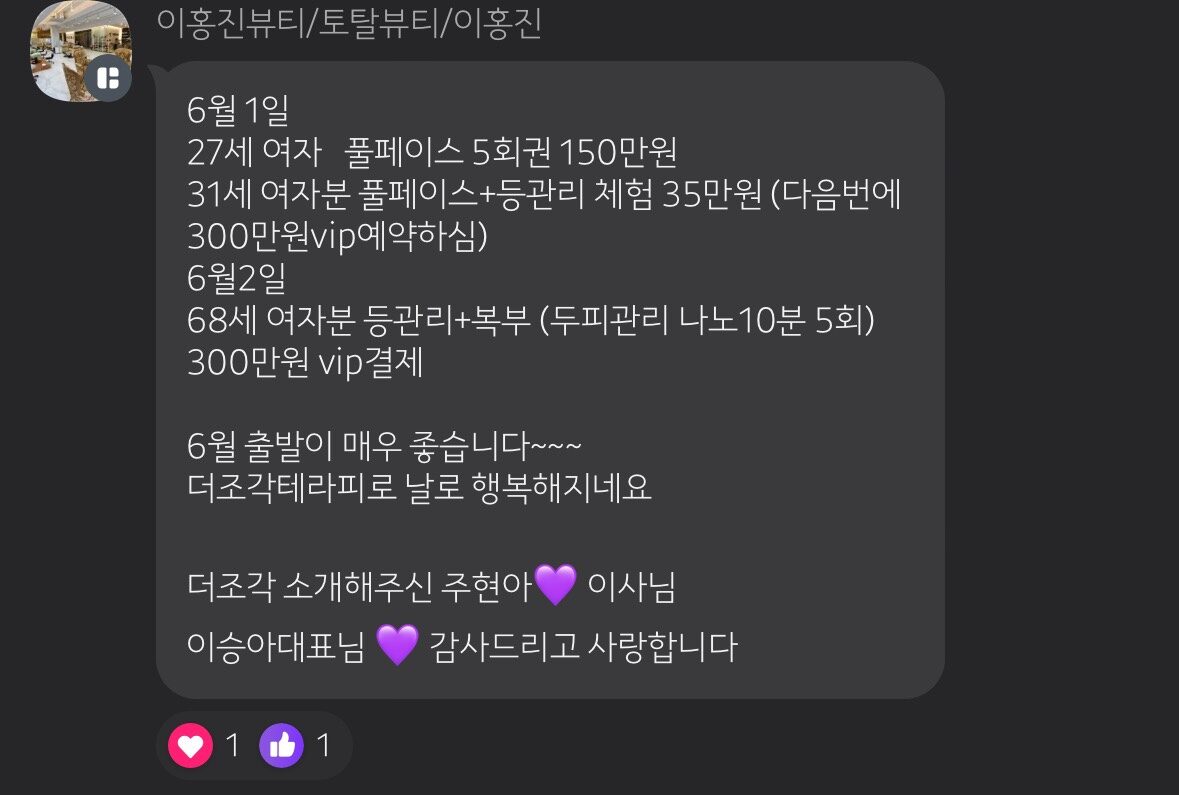 이홍진뷰티/토탈뷰티/이홍진
6월 1일
27세 여자   풀페이스 5회권 150만원
31세 여자분 풀페이스+등관리 체험 35만원 (다음번에
300만원vip예약하심)
6월2일
68세 여자분 등관리+복부 (두피관리 나노10분 5회)
300만원 vip결제
6월 출발이 매우 좋습니다~~~
더조각테라피로 날로 행복해지네요
더조각 소개해주신 주현아💜 이사님
이승아대표님 💜 감사드리고 사랑합니다
1 1